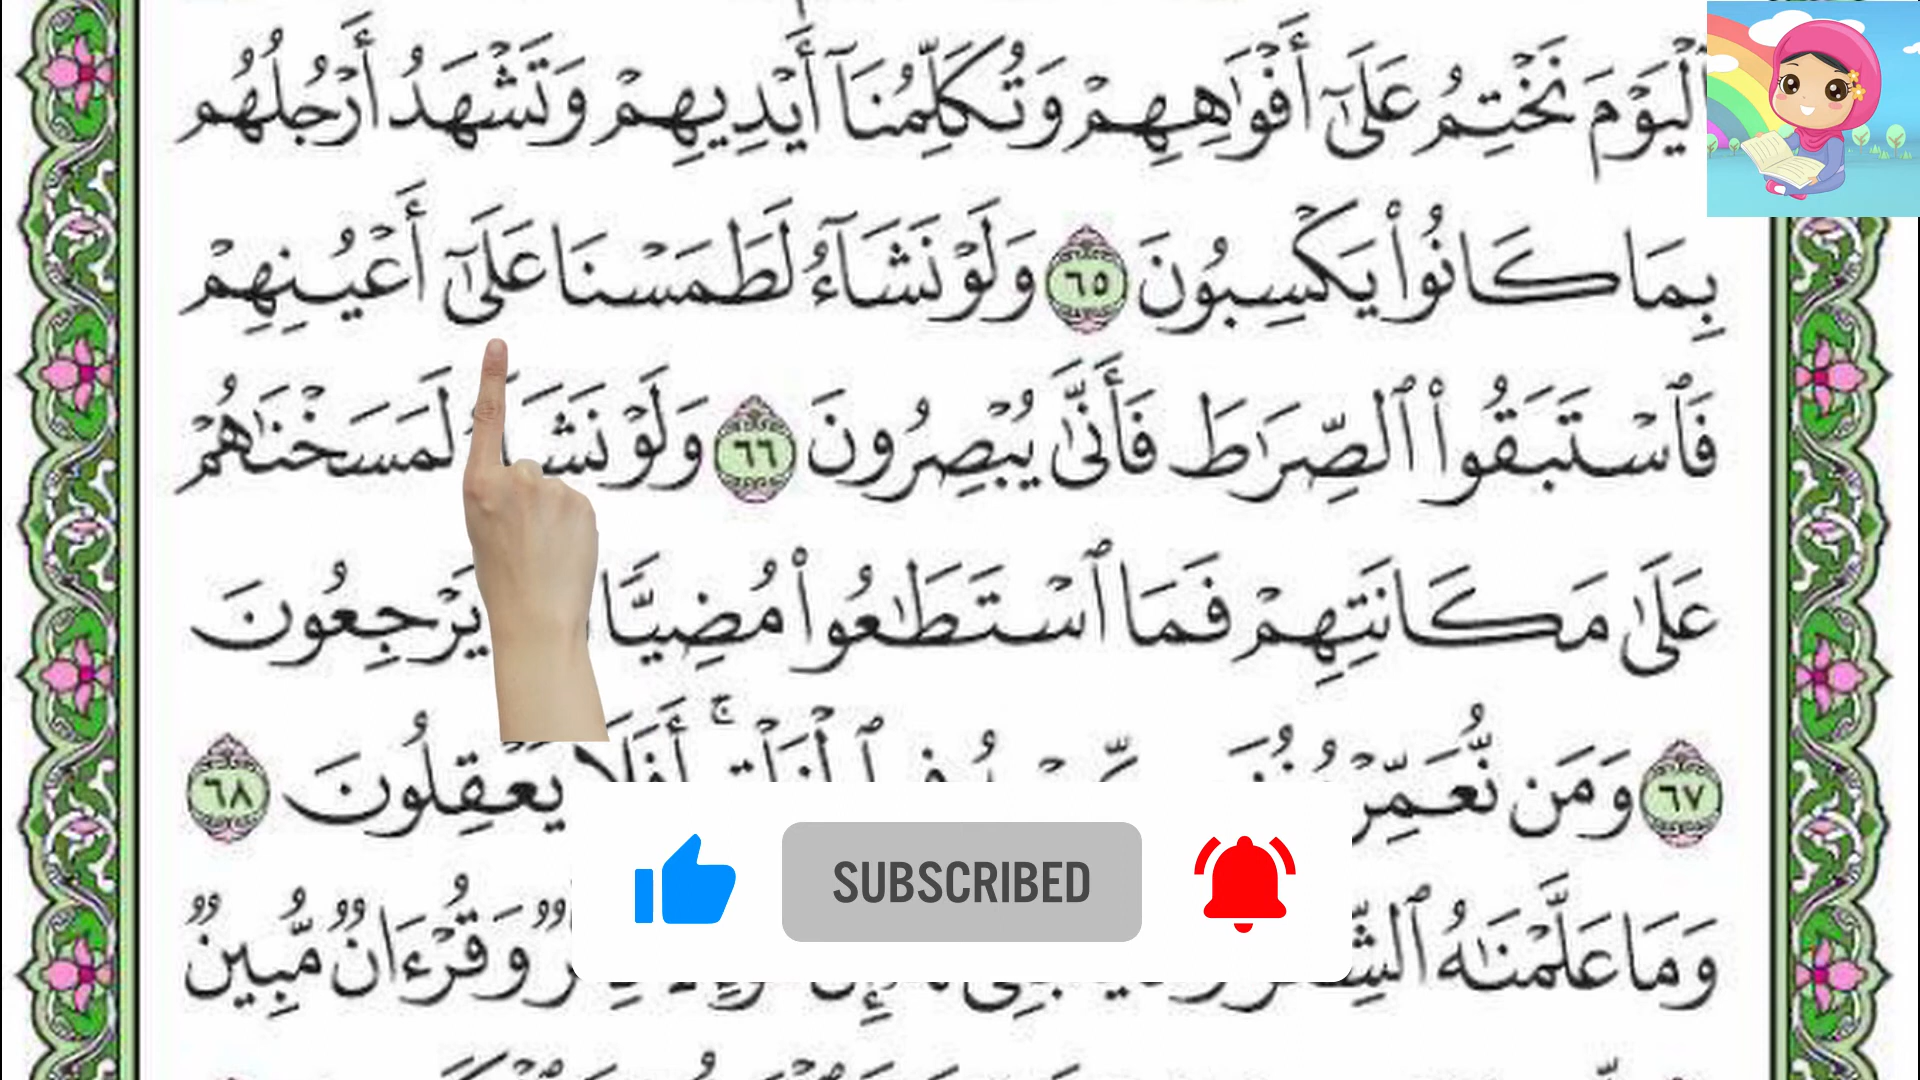 ٱلْيَوْمَ نَخْتِمُ عَلَىٰٓ أَفْوَٰهِهِمْ وَتُكَلِّمُنَآ أَيْدِيهِمْ وَتَشْهَدُ أَرْجُلُهُم
بِمَا كَانُوا۟ يَكْسِبُونَ ٦٥ وَلَوْ نَشَآءُ لَطَمَسْنَا عَلَىٰٓ أَعْيُنِهِمْ
فَٱسْتَبَقُوا۟ ٱلصِّرَٰطَ فَأَنَّىٰ يُبْصِرُونَ ٦٦ وَلَوْ لَمَسَخْنَٰهُمْ
عَلَىٰ مَكَانَتِهِمْ فَمَا ٱسْتَطَٰعُوا۟ مُضِيًّا يَرْجِعُونَ
٦٧ وَمَن نُّعَمِّرْهُ أَفَلَا يَعْقِلُونَ ٦٨
SUBSCRIBED
وَمَا عَلَّمْنَٰهُ وَقُرْءَانٌ مُّبِينٌ